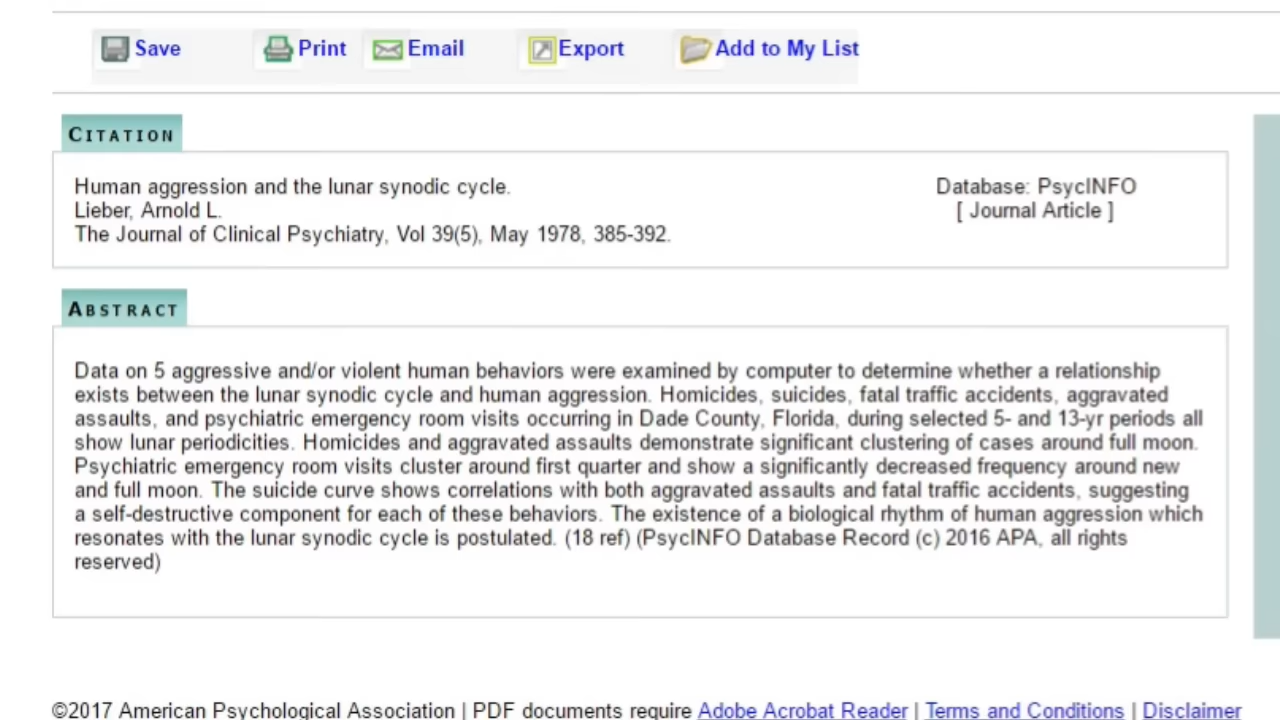 Save Print Email Export Add to My List
CITATION
Human aggression and the lunar synodic cycle.
Database: PsycINFO
Lieber, Arnold L.
[ Journal Article ]
The Journal of Clinical Psychiatry, Vol 39(5), May 1978, 385-392.
ABSTRACT
Data on 5 aggressive and/or violent human behaviors were examined by computer to determine whether a relationship
exists between the lunar synodic cycle and human aggression. Homicides, suicides, fatal traffic accidents, aggravated
assaults, and psychiatric emergency room visits occurring in Dade County, Florida, during selected 5- and 13-yr periods all
show lunar periodicities. Homicides and aggravated assaults demonstrate significant clustering of cases around full moon.
Psychiatric emergency room visits cluster around first quarter and show a significantly decreased frequency around new
and full moon. The suicide curve shows correlations with both aggravated assaults and fatal traffic accidents, suggesting
a self-destructive component for each of these behaviors. The existence of a biological rhythm of human aggression which
resonates with the lunar synodic cycle is postulated. (18 ref) (PsycINFO Database Record (c) 2016 APA, all rights
reserved)
©2017 American Psychological Association | PDF documents require Adobe Acrobat Reader | Terms and Conditions | Disclaimer